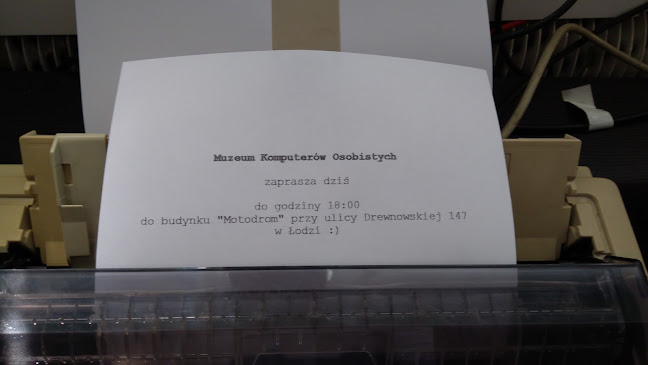 Muzeum Komputerów Osobistych
zaprasza dziś
do godziny 18:00
do budynku "Motodrom" przy ulicy Drewnowskiej 147
w Łodzi :)